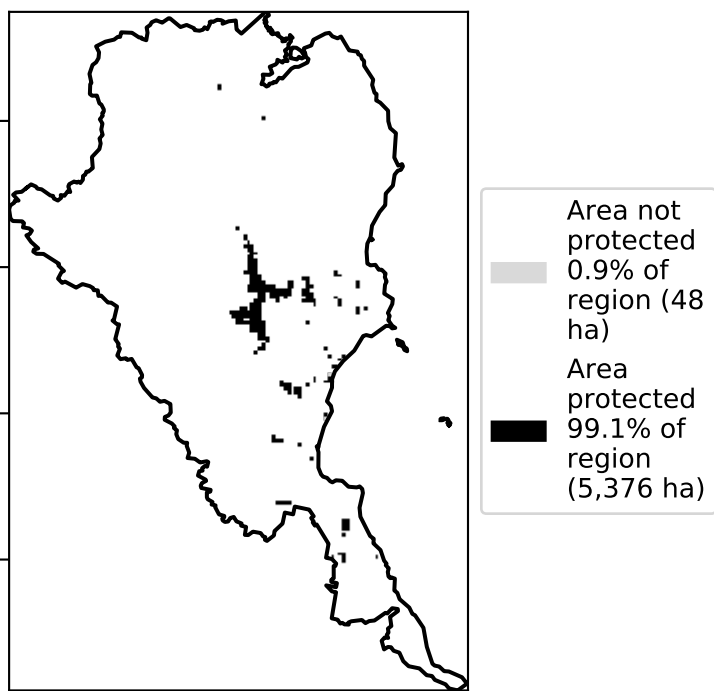 Area not
protected
0.9% of
region (48
ha)
Area
protected
99.1% of
region
(5,376 ha)